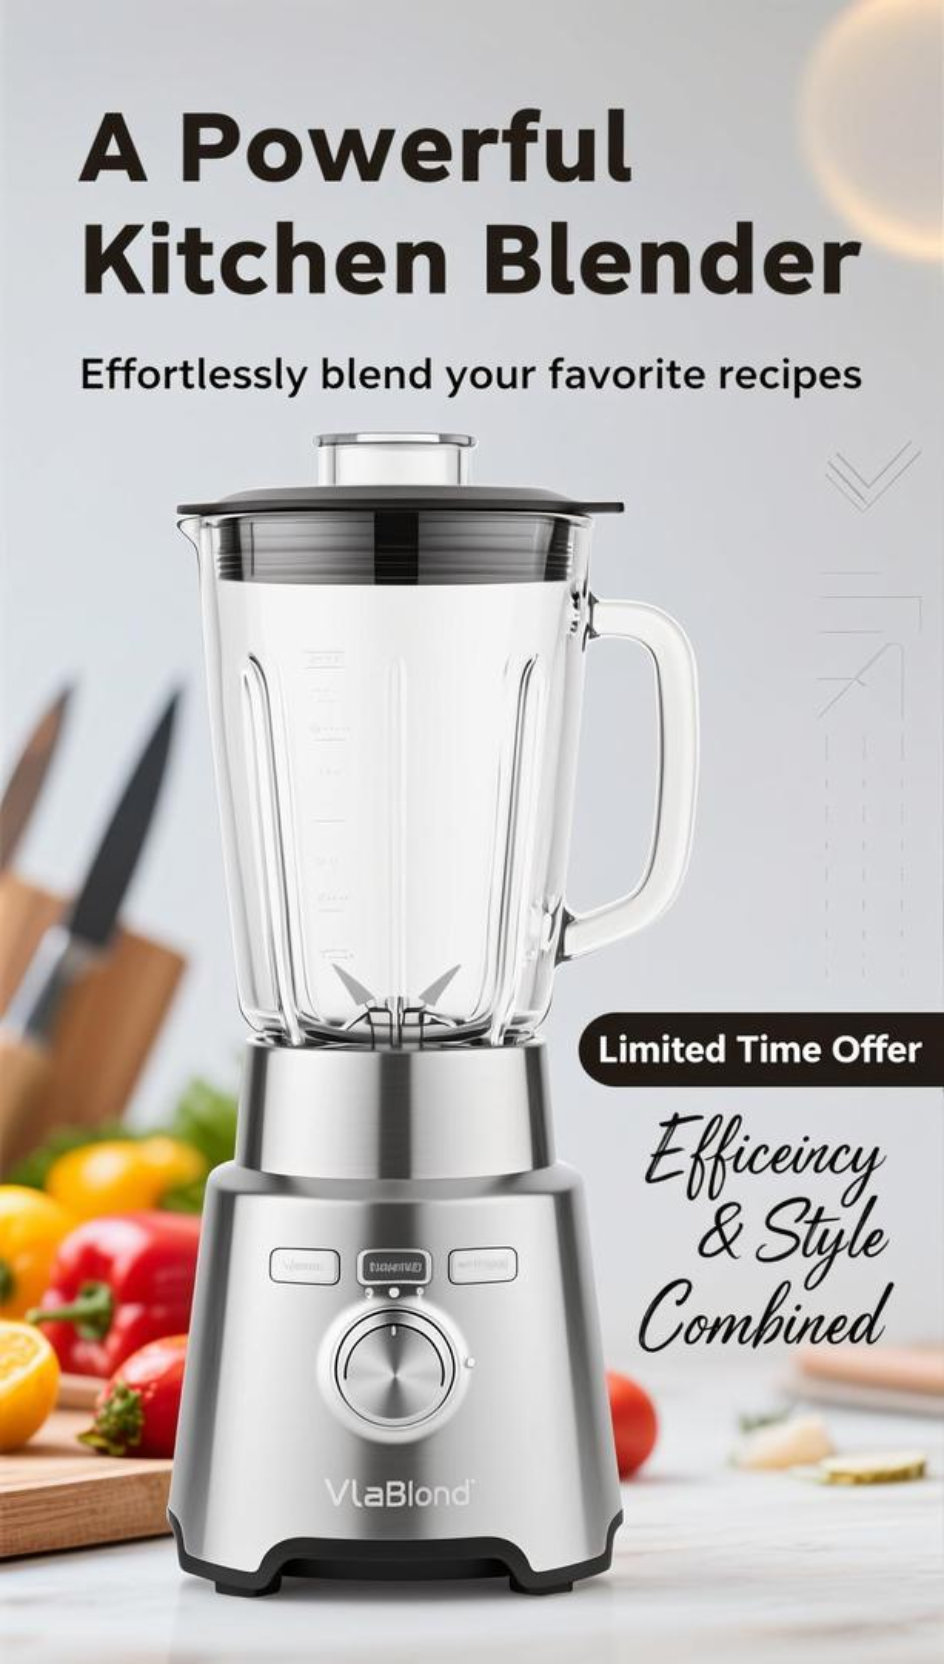 A Powerful
Kitchen Blender
Effortlessly blend your favorite recipes
Limited Time Offer
Efficeincy
& Style
Combined
VlaBlond